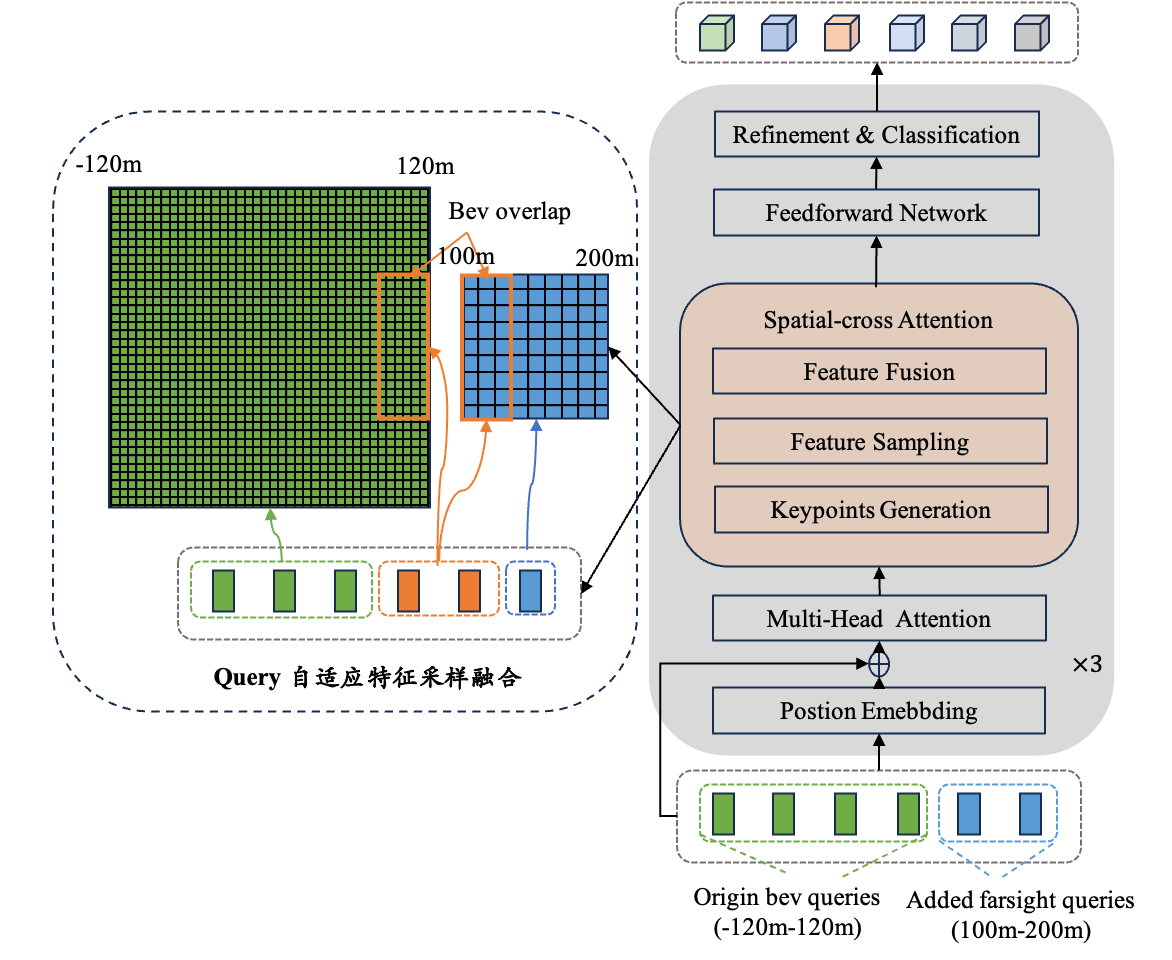 -120m
120m
Bev overlap
100m
200m
Query 自适应特征采样融合
Refinement & Classification
Feedforward Network
Spatial-cross Attention
Feature Fusion
Feature Sampling
Keypoints Generation
Multi-Head Attention
×3
Postion Emebbding
Origin bev queries
(-120m-120m)
Added farsight queries
(100m-200m)